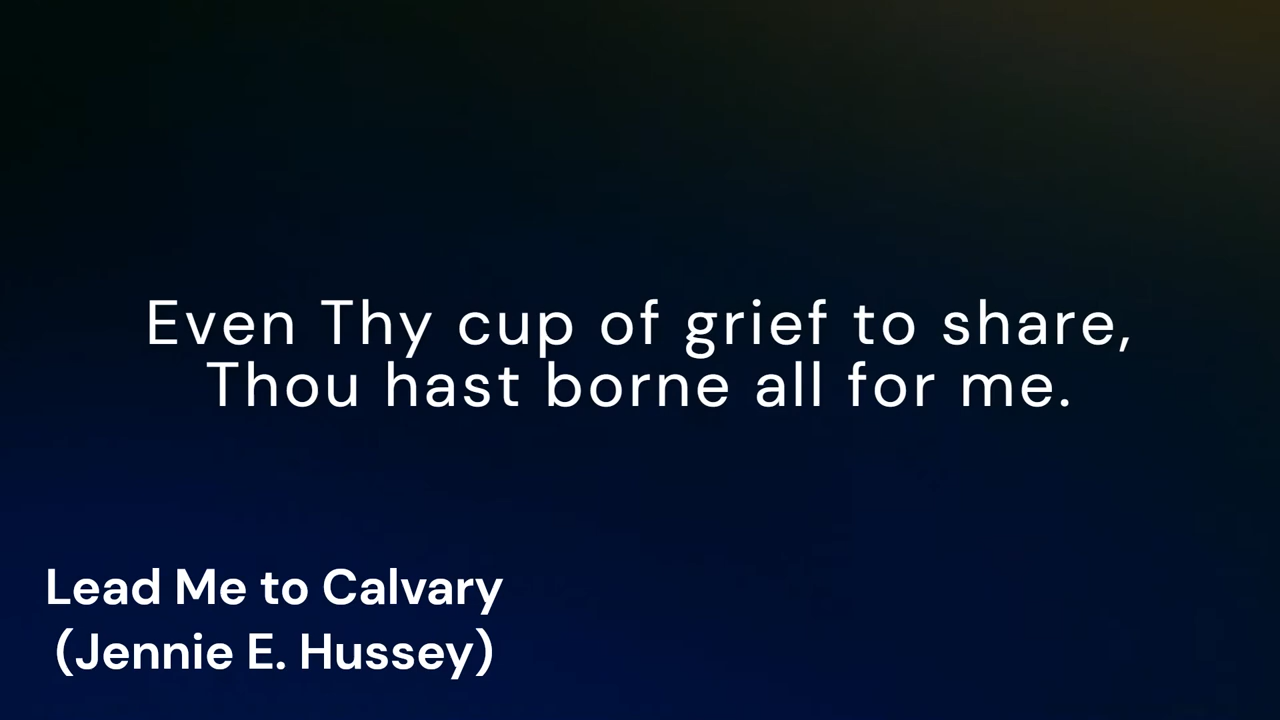 Even Thy cup of grief to share,
Thou hast borne all for me.
Lead Me to Calvary
(Jennie E. Hussey)